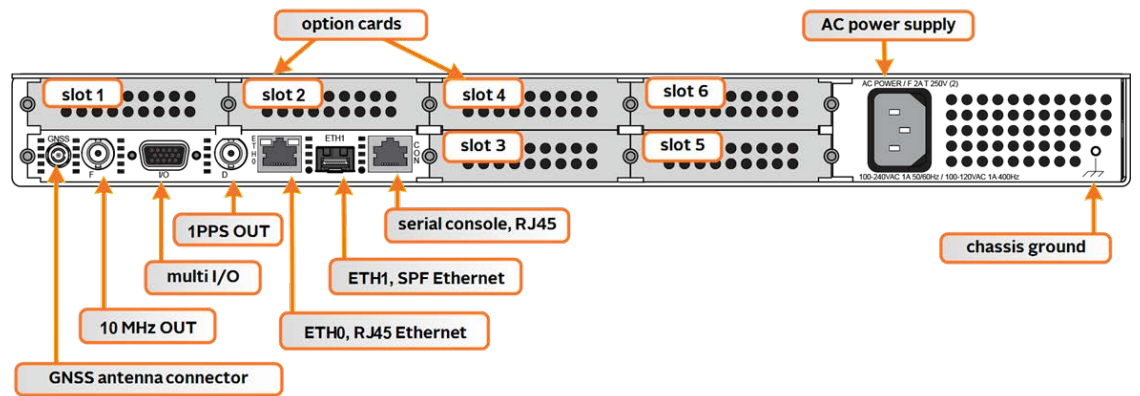 option cards
AC power supply
AC POWER / F 2A T 250V (2)
slot 1
slot 2
slot 4
slot 6
GNSS
F
I/O
D
ETH0
ETH1
CON
slot 3
slot 5
100-240VAC 1A 50/60Hz / 100-120VAC 1A 400Hz
1PPS OUT
serial console, RJ45
chassis ground
multi I/O
ETH1, SPF Ethernet
10 MHz OUT
ETH0, RJ45 Ethernet
GNSS antenna connector